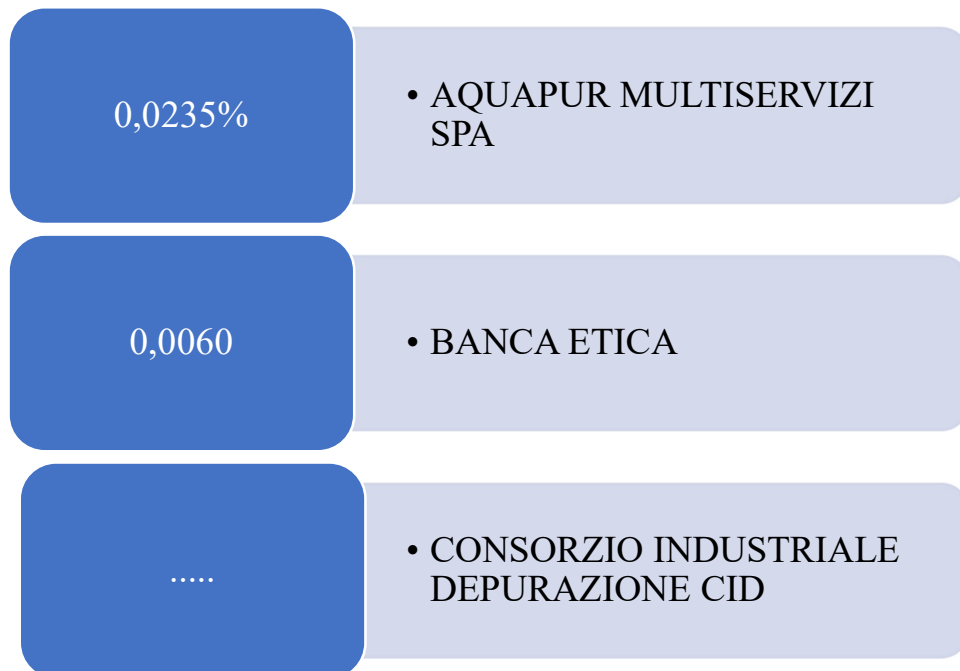 0,0235%
• AQUAPUR MULTISERVIZI
SPA
0,0060
• BANCA ETICA
.....
• CONSORZIO INDUSTRIALE
DEPURAZIONE CID